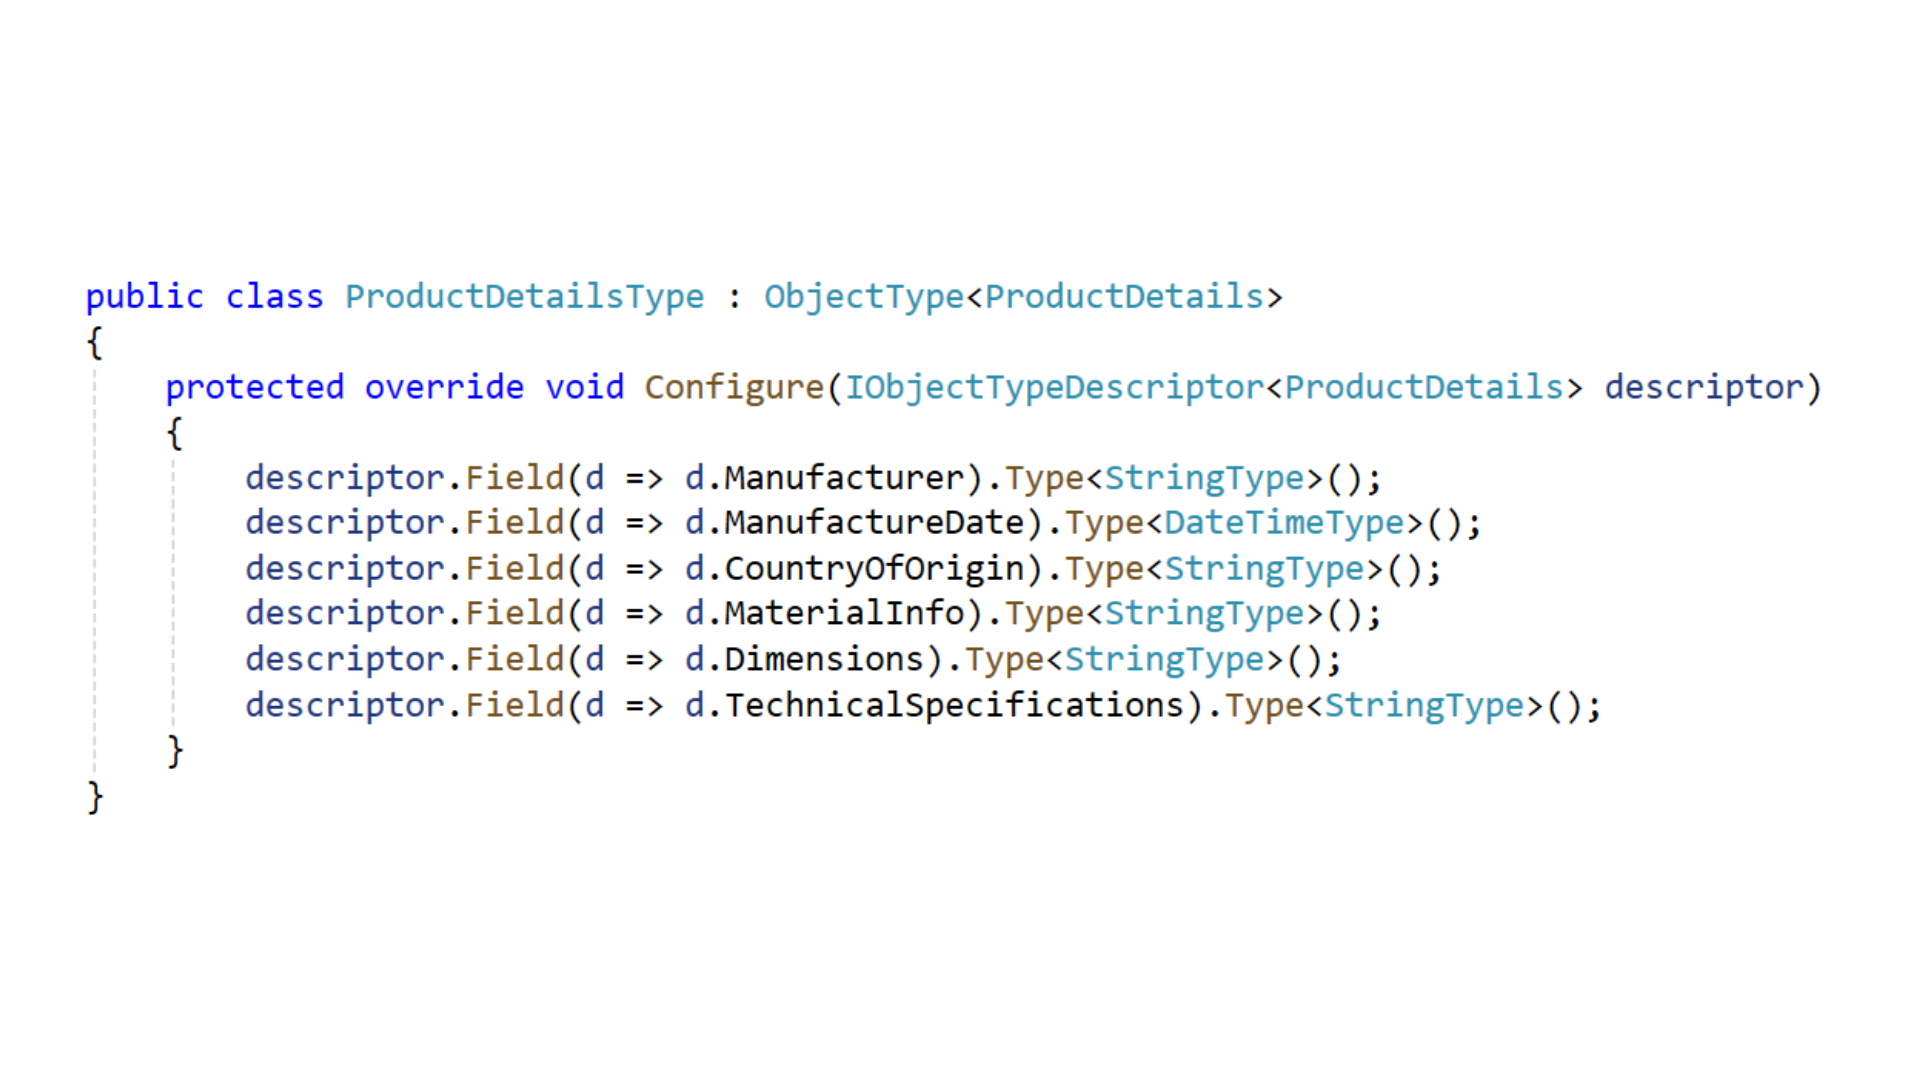 public class ProductDetailsType : ObjectType<ProductDetails>
{
    protected override void Configure(IObjectTypeDescriptor<ProductDetails> descriptor)
    {
        descriptor.Field(d => d.Manufacturer).Type<StringType>();
        descriptor.Field(d => d.ManufactureDate).Type<DateTimeType>();
        descriptor.Field(d => d.CountryOfOrigin).Type<StringType>();
        descriptor.Field(d => d.MaterialInfo).Type<StringType>();
        descriptor.Field(d => d.Dimensions).Type<StringType>();
        descriptor.Field(d => d.TechnicalSpecifications).Type<StringType>();
    }
}